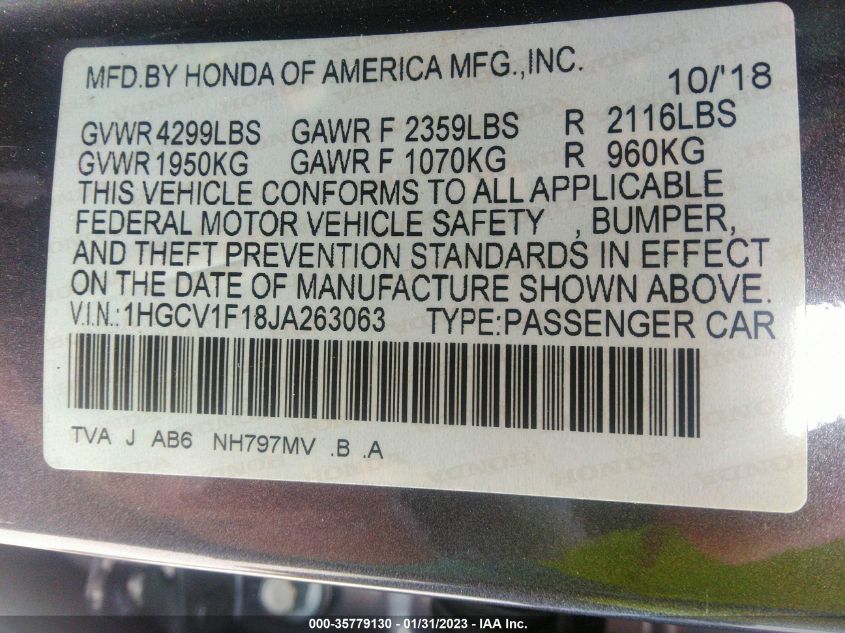 MFD.BY HONDA OF AMERICA MFG.,INC. 10/'18
GVWR 4299LBS GAWR F 2359LBS R 2116LBS
GVWR 1950KG GAWR F 1070KG R 960KG
THIS VEHICLE CONFORMS TO ALL APPLICABLE
FEDERAL MOTOR VEHICLE SAFETY , BUMPER,
AND THEFT PREVENTION STANDARDS IN EFFECT
ON THE DATE OF MANUFACTURE SHOWN ABOVE.
V.I.N.:1HGCV1F18JA263063 TYPE:PASSENGER CAR
TVA J AB6 NH797MV .B .A
000-35779130 - 01/31/2023 - IAA Inc.